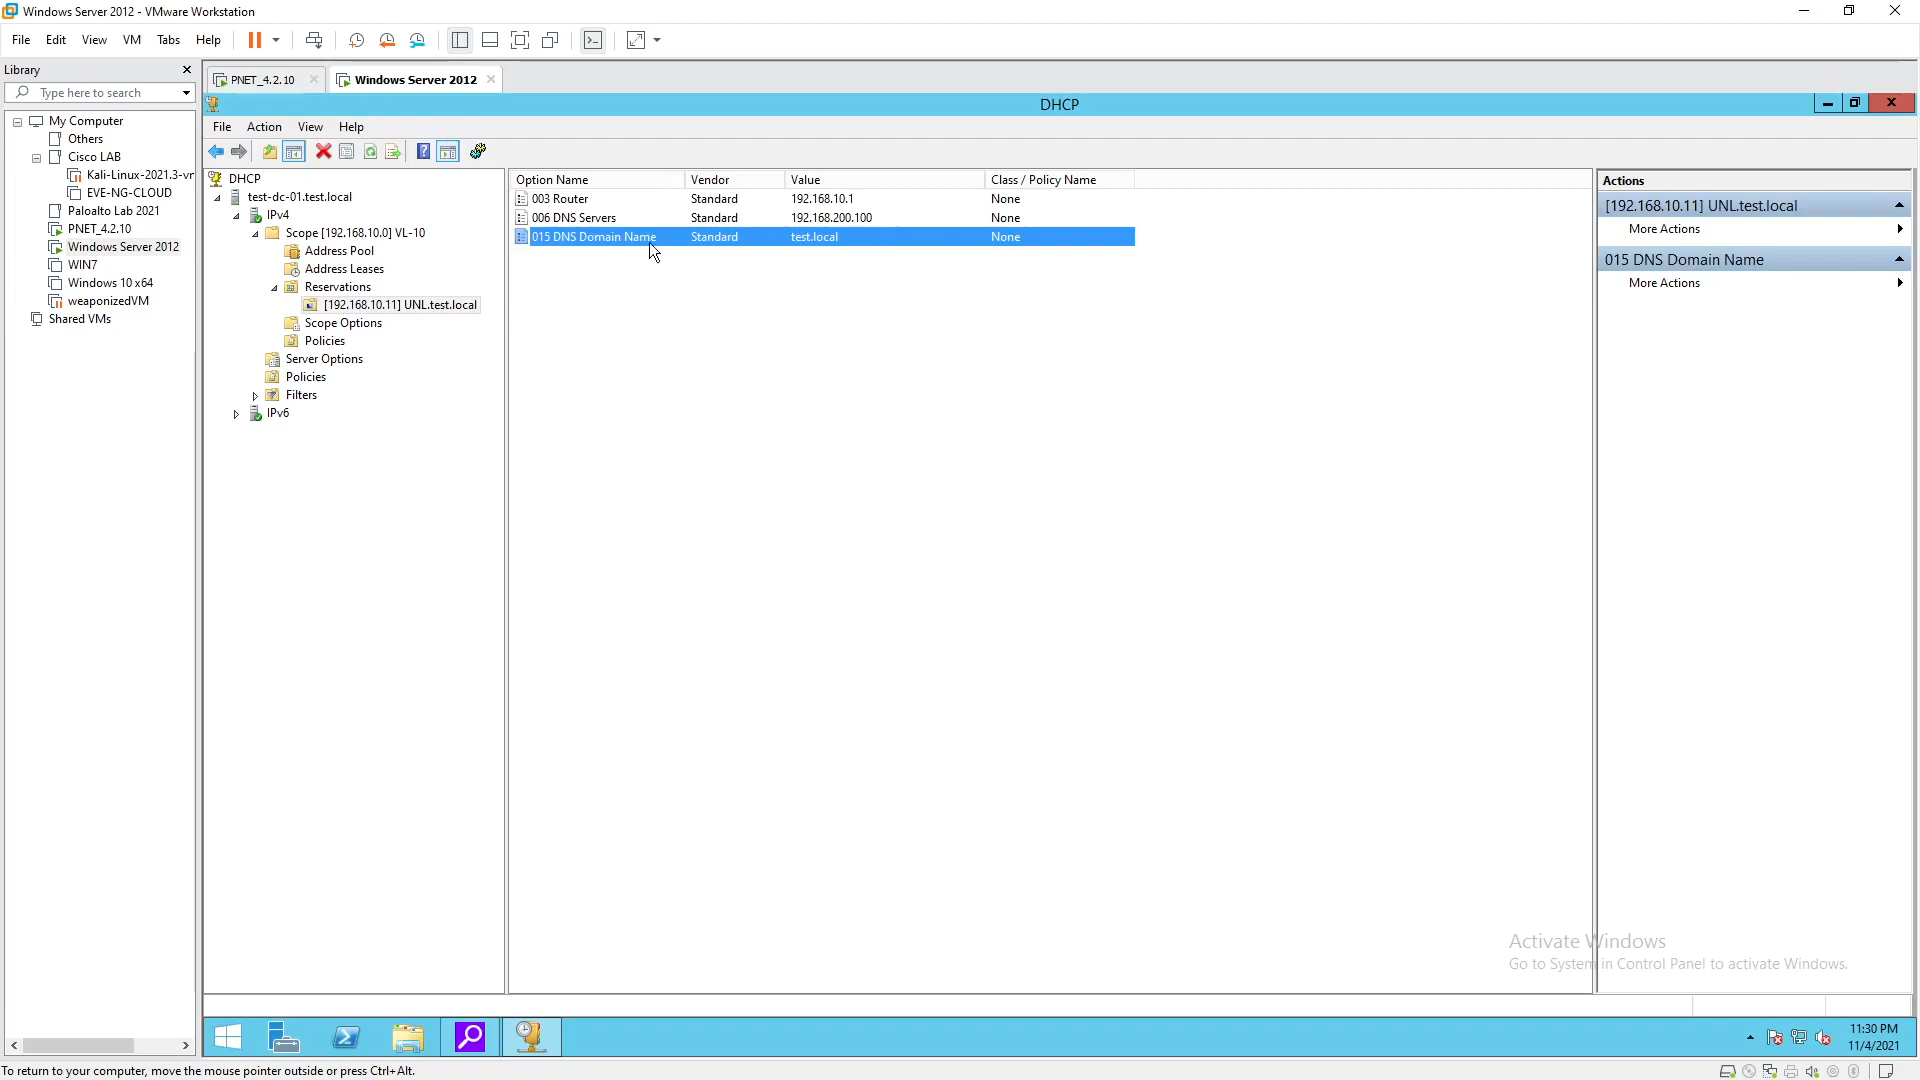 Windows Server 2012 - VMware Workstation
File Edit View VM Tabs Help
Library
Type here to search
My Computer
Others
Cisco LAB
Kali-Linux-2021.3-vr
EVE-NG-CLOUD
Paloalto Lab 2021
PNET_4.2.10
Windows Server 2012
WIN7
Windows 10 x64
weaponizedVM
Shared VMs
PNET_4.2.10
Windows Server 2012
DHCP
File Action View Help
DHCP
test-dc-01.test.local
IPv4
Scope [192.168.10.0] VL-10
Address Pool
Address Leases
Reservations
[192.168.10.11] UNL.test.local
Scope Options
Policies
Server Options
Policies
Filters
IPv6
Option Name Vendor Value Class / Policy Name
003 Router Standard 192.168.10.1 None
006 DNS Servers Standard 192.168.200.100 None
015 DNS Domain Name Standard test.local None
Actions
[192.168.10.11] UNL.test.local
More Actions
015 DNS Domain Name
More Actions
Activate Windows
Go to System in Control Panel to activate Windows.
11:30 PM
11/4/2021
To return to your computer, move the mouse pointer outside or press Ctrl+Alt.